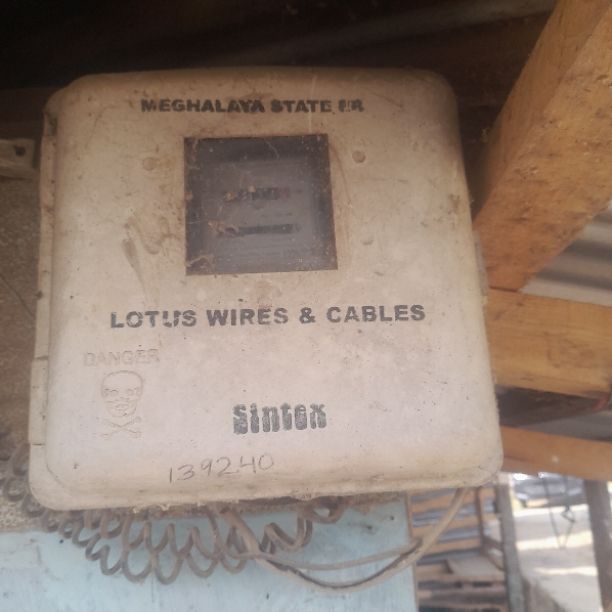 MEGHALAYA STATE
LOTUS WIRES & CABLES
DANGER
Sintex
139240